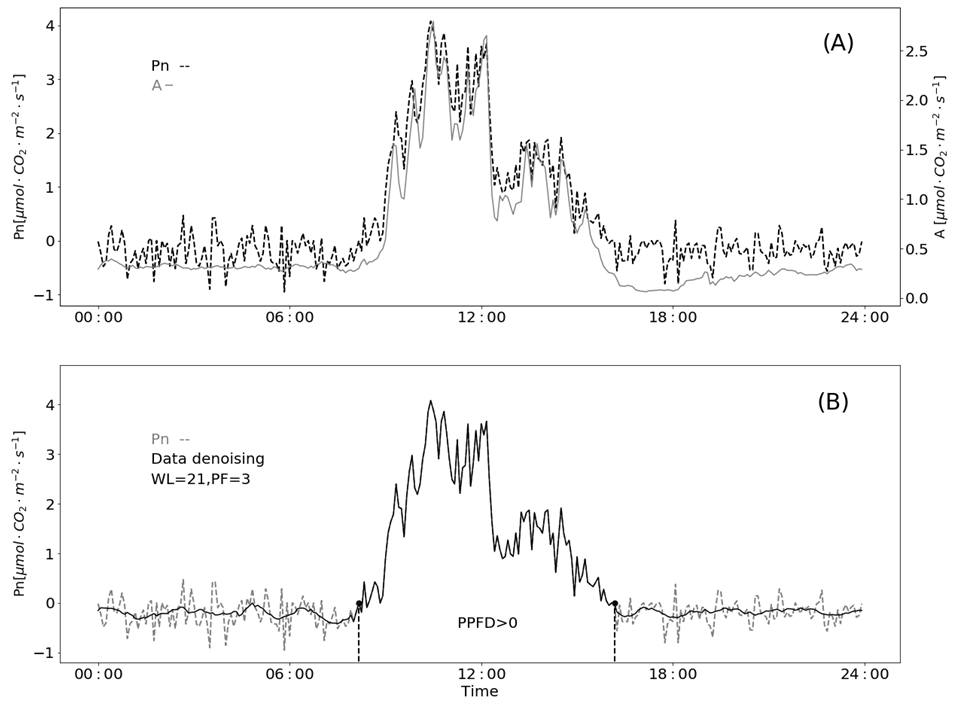 (A)
Pn --
A –
Pn[μmol · CO₂ · m⁻² · s⁻¹]
4
3
2
1
0
−1
A [μmol · CO₂ · m⁻² · s⁻¹]
2.5
2.0
1.5
1.0
0.5
0.0
00:00 06:00 12:00 18:00 24:00
(B)
Pn --
Data denoising
WL=21,PF=3
Pn[μmol · CO₂ · m⁻² · s⁻¹]
4
3
2
1
0
−1
PPFD>0
00:00 06:00 12:00 18:00 24:00
Time